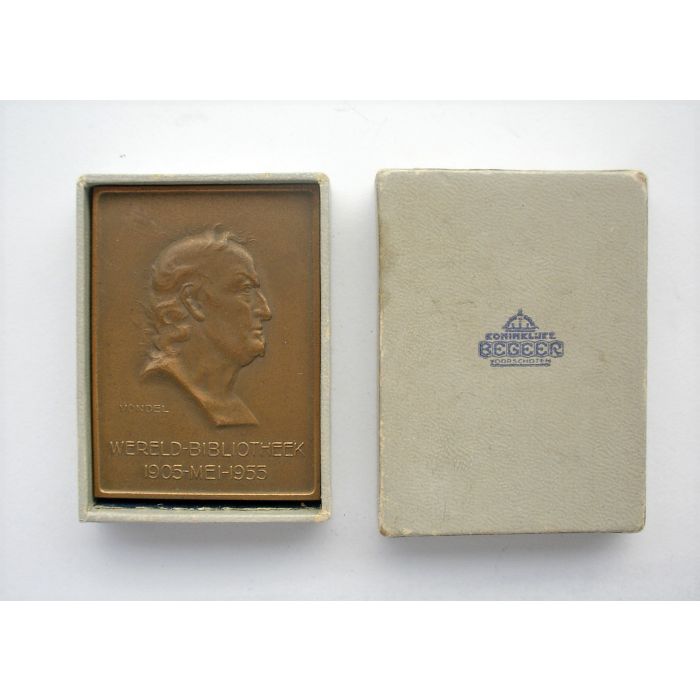 VONDEL
WERELD-BIBLIOTHEEK
1905-MEI-1955
KONINKLIJKE
BEGEER
VOORSCHOTEN